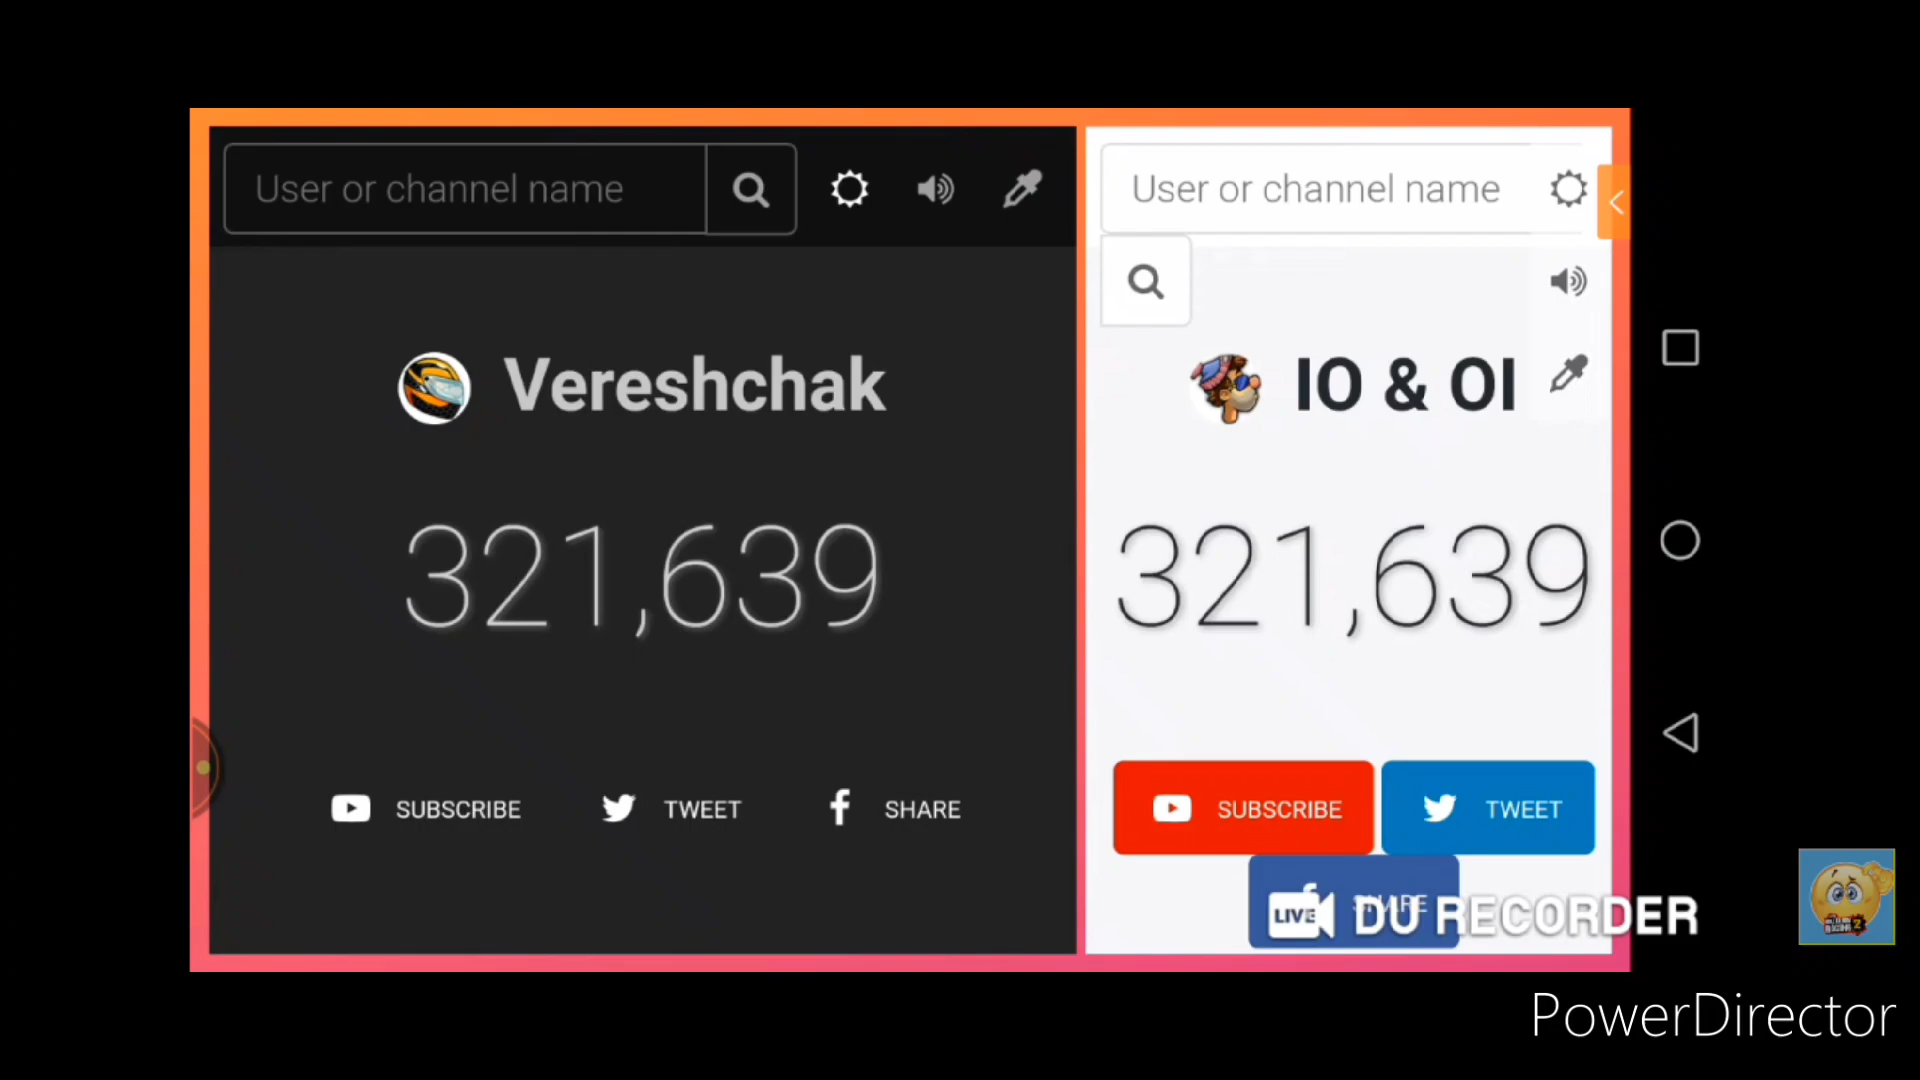 User or channel name
User or channel name
Vereshchak
IO & OI
321,639
321,639
SUBSCRIBE
TWEET
SHARE
SUBSCRIBE
TWEET
SHARE
LIVE
DU RECORDER
PowerDirector